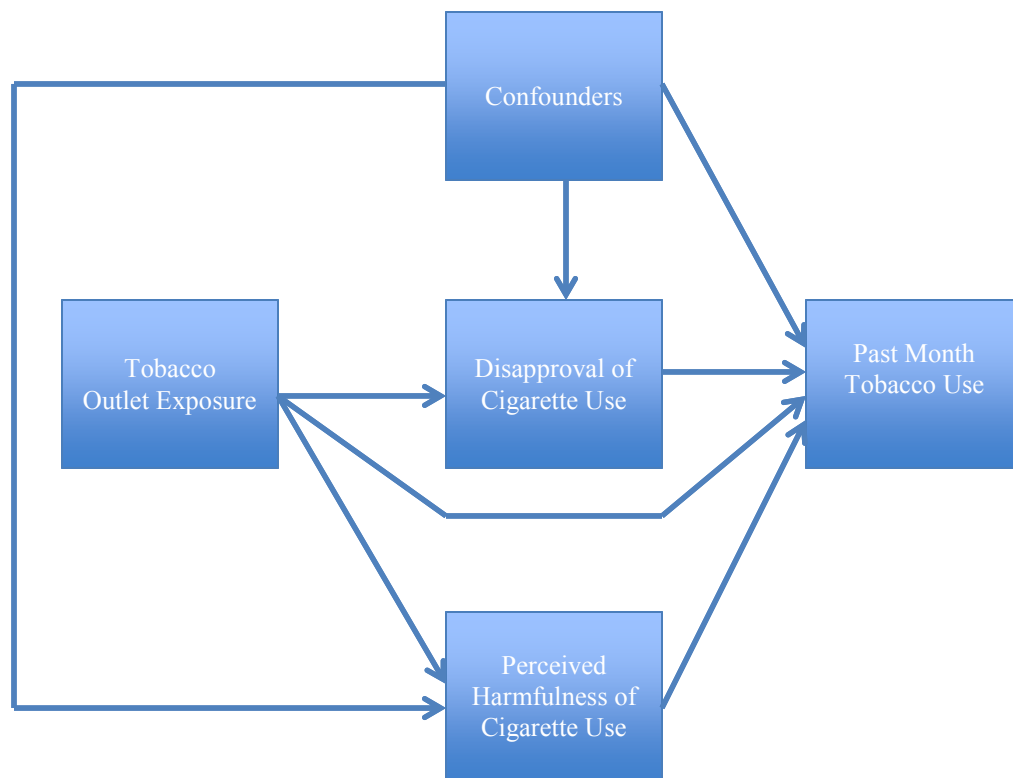 Confounders
Tobacco
Outlet Exposure
Disapproval of
Cigarette Use
Past Month
Tobacco Use
Perceived
Harmfulness of
Cigarette Use